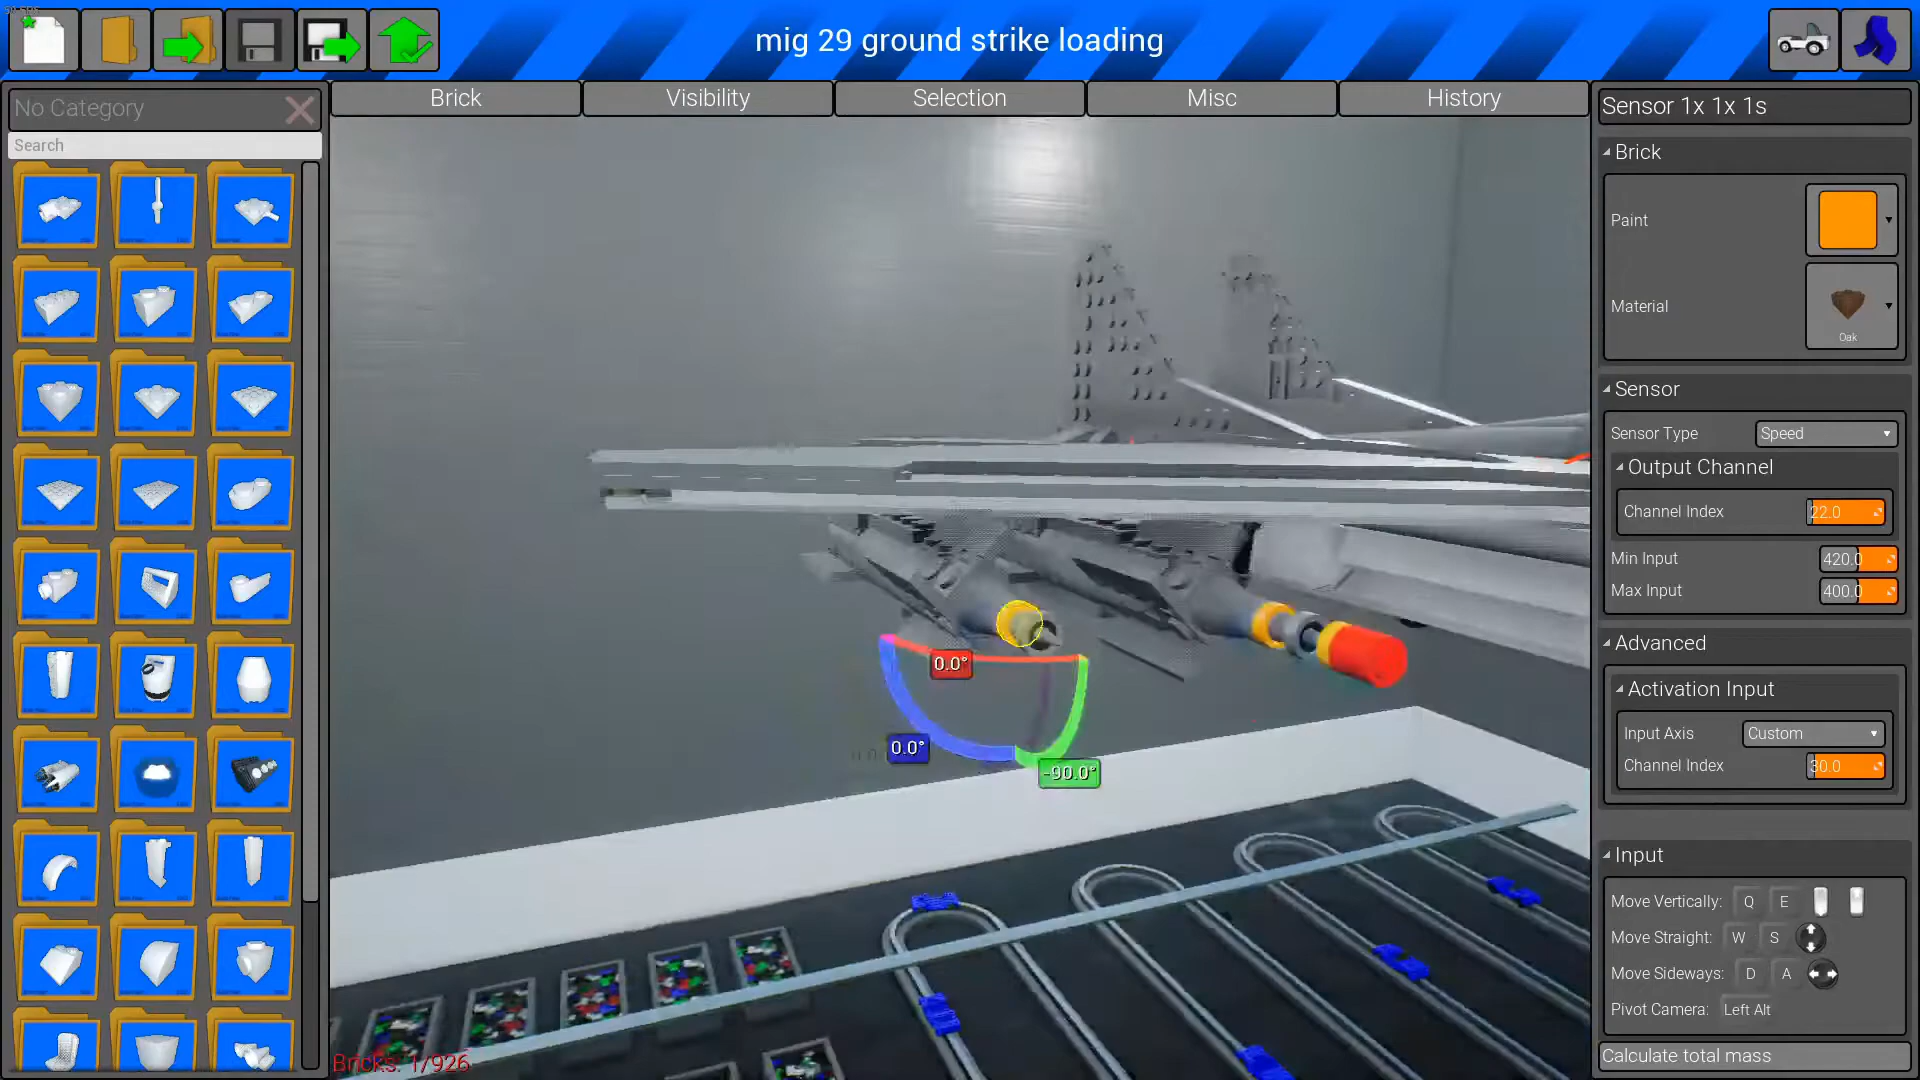 mig 29 ground strike loading
No Category
Search
Brick
Visibility
Selection
Misc
History
Sensor 1x 1x 1s
Brick
Paint
Material
Oak
Sensor
Sensor Type
Speed
Output Channel
Channel Index
22.0
Min Input
420.0
Max Input
400.0
Advanced
Activation Input
Input Axis
Custom
Channel Index
30.0
Input
Move Vertically:
Q
E
Move Straight:
W
S
Move Sideways:
D
A
Pivot Camera:
Left Alt
Calculate total mass
0.0°
0.0°
-90.0°
Bricks: 1/926